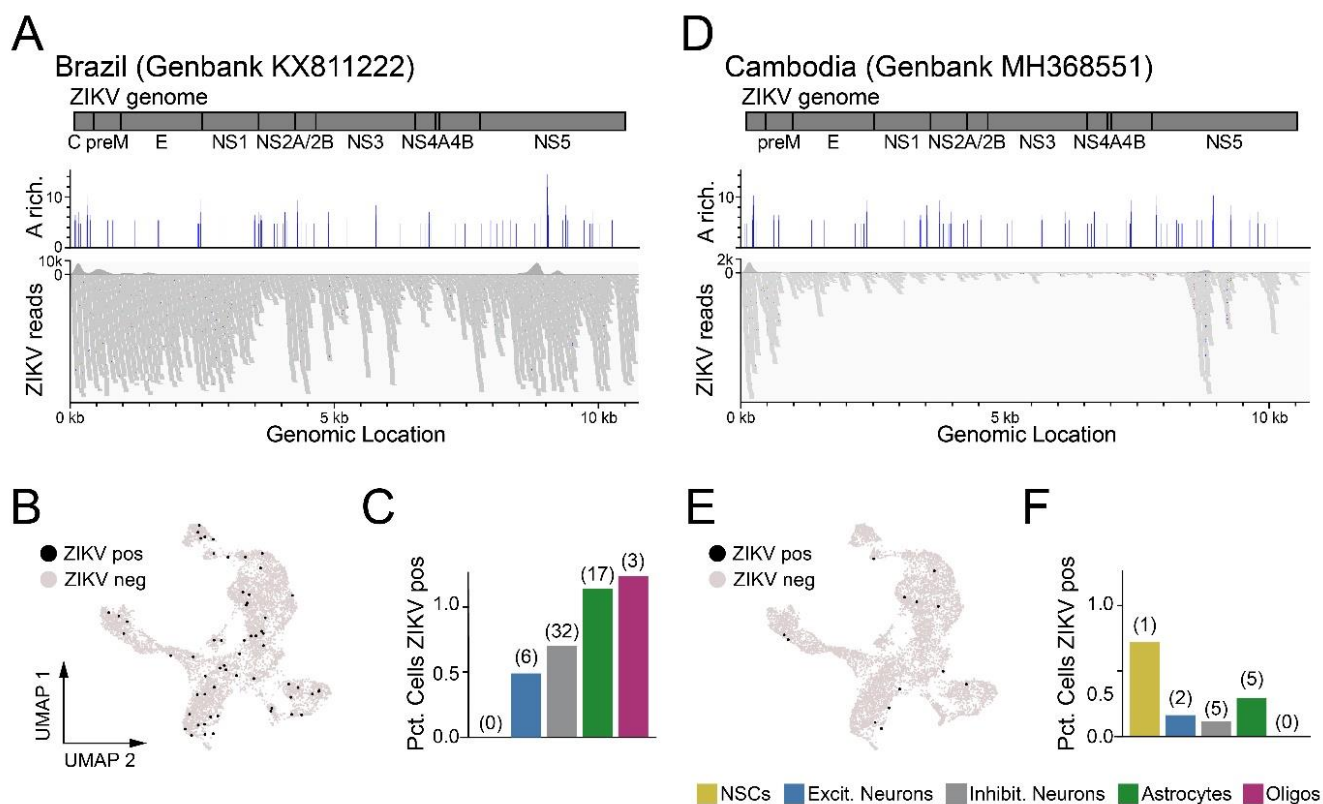 A
Brazil (Genbank KX811222)
ZIKV genome
C preM E NS1 NS2A/2B NS3 NS4A4B NS5
A rich.
10
0
ZIKV reads
10k
0
0 kb 5 kb 10 kb
Genomic Location
D
Cambodia (Genbank MH368551)
ZIKV genome
preM E NS1 NS2A/2B NS3 NS4A4B NS5
A rich.
10
0
ZIKV reads
2k
0
0 kb 5 kb 10 kb
Genomic Location
B
ZIKV pos
ZIKV neg
UMAP 1
UMAP 2
C
Pct. Cells ZIKV pos
1.0
0.5
0.0
(0) (6) (32) (17) (3)
E
ZIKV pos
ZIKV neg
F
Pct. Cells ZIKV pos
1.0
0.5
0.0
(1) (2) (5) (5) (0)
NSCs Excit. Neurons Inhibit. Neurons Astrocytes Oligos